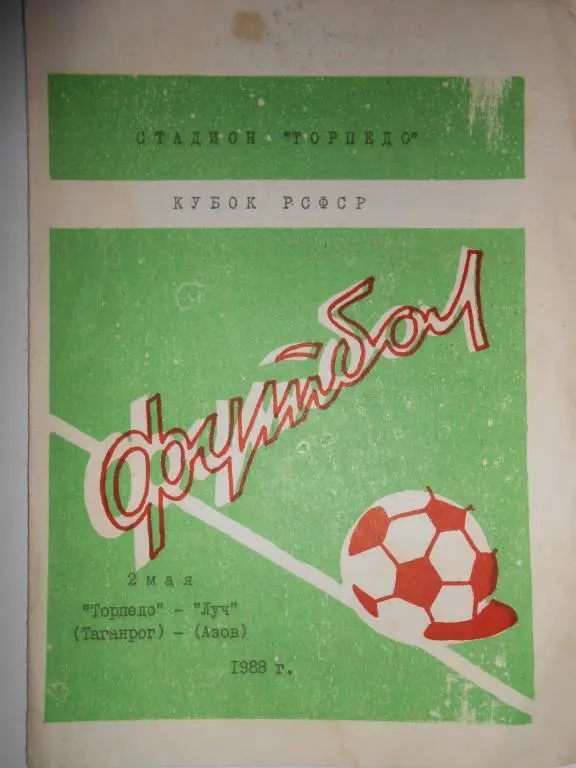 СТАДИОН "ТОРПЕДО"
КУБОК РСФСР
футбол
2 мая
"Торпедо" - "Луч"
(Таганрог) - (Азов)
1988 г.